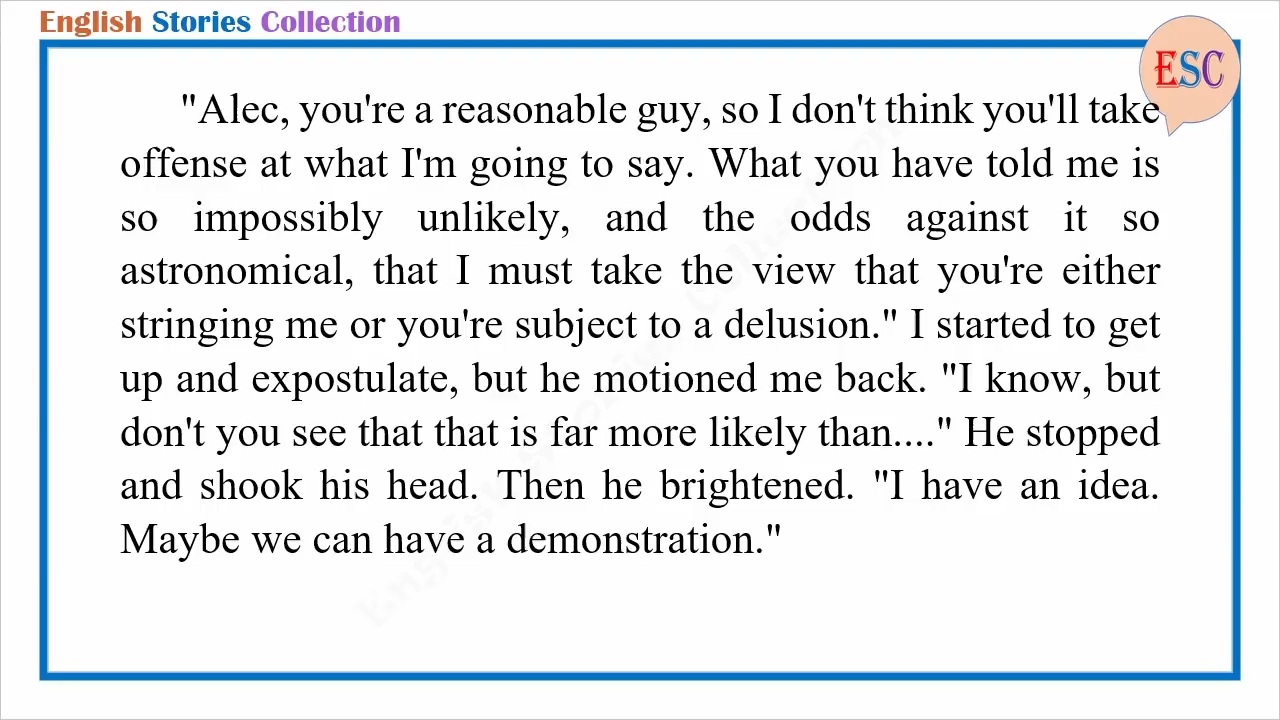 English Stories Collection
ESC
"Alec, you're a reasonable guy, so I don't think you'll take
offense at what I'm going to say. What you have told me is
so impossibly unlikely, and the odds against it so
astronomical, that I must take the view that you're either
stringing me or you're subject to a delusion." I started to get
up and expostulate, but he motioned me back. "I know, but
don't you see that that is far more likely than...." He stopped
and shook his head. Then he brightened. "I have an idea.
Maybe we can have a demonstration."
English Stories Collection